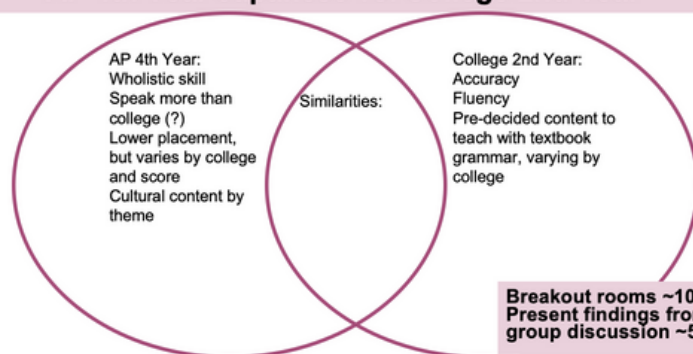 AP 4th Year:
Wholistic skill
Speak more than
college (?)
Lower placement,
but varies by college
and score
Cultural content by
theme
Similarities:
College 2nd Year:
Accuracy
Fluency
Pre-decided content to
teach with textbook
grammar, varying by
college
Breakout rooms ~10
Present findings
group discussion ~5